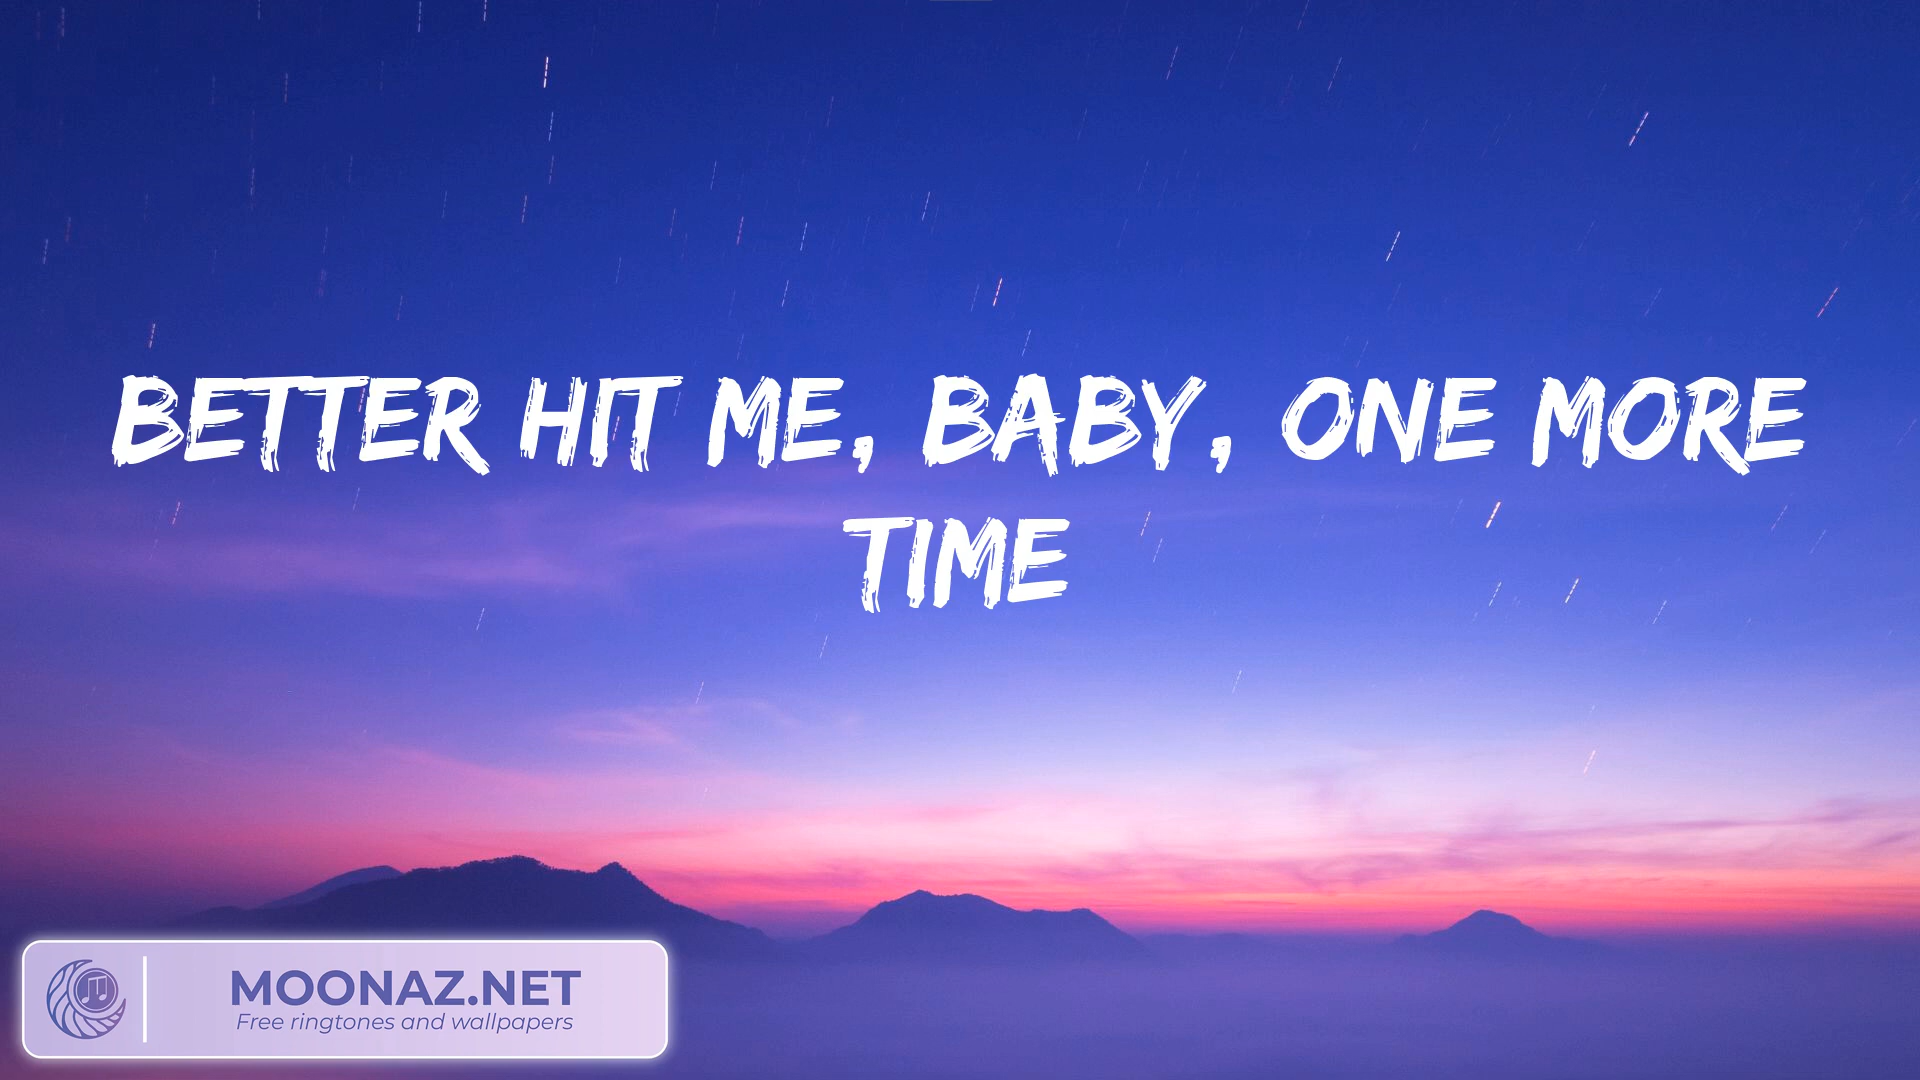 BETTER HIT ME, BABY, ONE MORE
TIME
MOONAZ.NET
Free ringtones and wallpapers